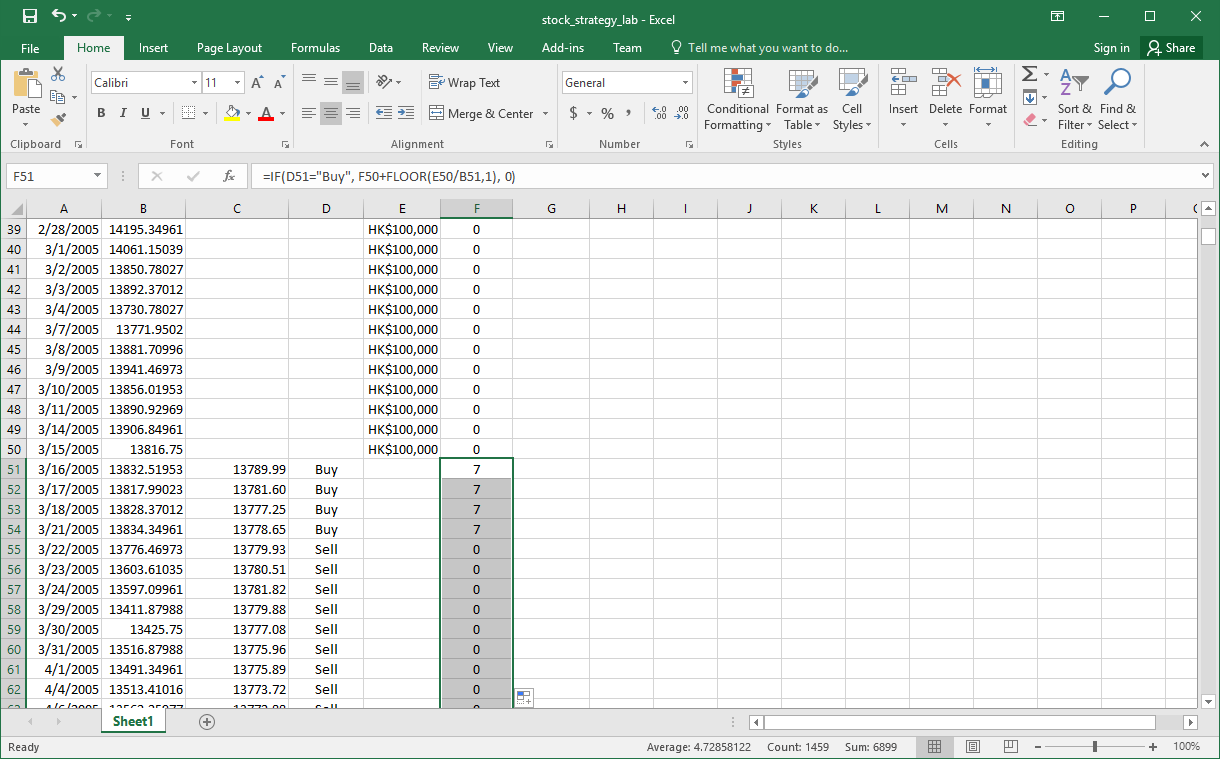 stock_strategy_lab - Excel
File Home Insert Page Layout Formulas Data Review View Add-ins Team Tell me what you want to do... Sign in Share
Paste
Calibri 11
B I U A
Wrap Text
Merge & Center
General
$ % ,
Conditional Formatting
Format as Table
Cell Styles
Insert Delete Format
Sort & Filter
Find & Select
Clipboard Font Alignment Number Styles Cells Editing
F51 fx =IF(D51="Buy", F50+FLOOR(E50/B51,1), 0)
A B C D E F G H I J K L M N O P
39 2/28/2005 14195.34961 HK$100,000 0
40 3/1/2005 14061.15039 HK$100,000 0
41 3/2/2005 13850.78027 HK$100,000 0
42 3/3/2005 13892.37012 HK$100,000 0
43 3/4/2005 13730.78027 HK$100,000 0
44 3/7/2005 13771.9502 HK$100,000 0
45 3/8/2005 13881.70996 HK$100,000 0
46 3/9/2005 13941.46973 HK$100,000 0
47 3/10/2005 13856.01953 HK$100,000 0
48 3/11/2005 13890.92969 HK$100,000 0
49 3/14/2005 13906.84961 HK$100,000 0
50 3/15/2005 13816.75 HK$100,000 0
51 3/16/2005 13832.51953 13789.99 Buy 7
52 3/17/2005 13817.99023 13781.60 Buy 7
53 3/18/2005 13828.37012 13777.25 Buy 7
54 3/21/2005 13834.34961 13778.65 Buy 7
55 3/22/2005 13776.46973 13779.93 Sell 0
56 3/23/2005 13603.61035 13780.51 Sell 0
57 3/24/2005 13597.09961 13781.82 Sell 0
58 3/29/2005 13411.87988 13779.88 Sell 0
59 3/30/2005 13425.75 13777.08 Sell 0
60 3/31/2005 13516.87988 13775.96 Sell 0
61 4/1/2005 13491.34961 13775.89 Sell 0
62 4/4/2005 13513.41016 13773.72 Sell 0
Sheet1
Ready Average: 4.72858122 Count: 1459 Sum: 6899 100%